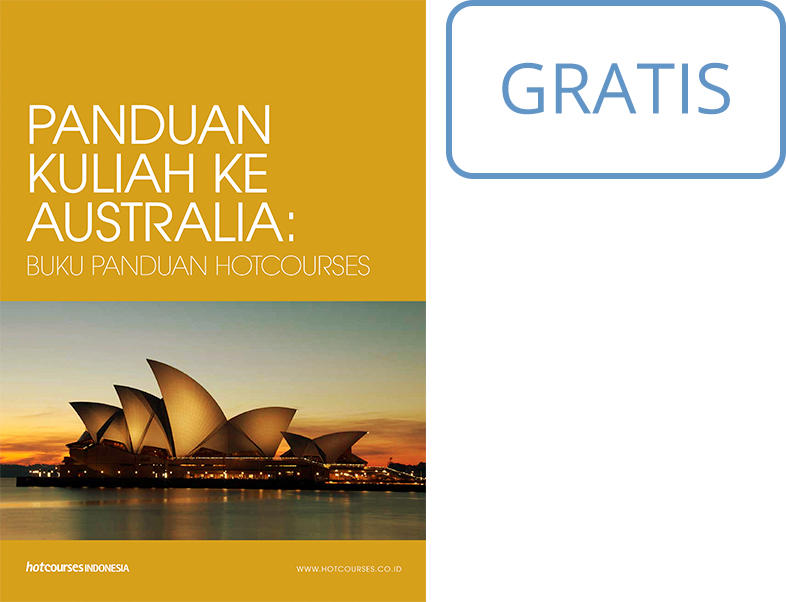 PANDUAN
KULIAH KE
AUSTRALIA:
BUKU PANDUAN HOTCOURSES
hotcourses INDONESIA
WWW.HOTCOURSES.CO.ID
GRATIS